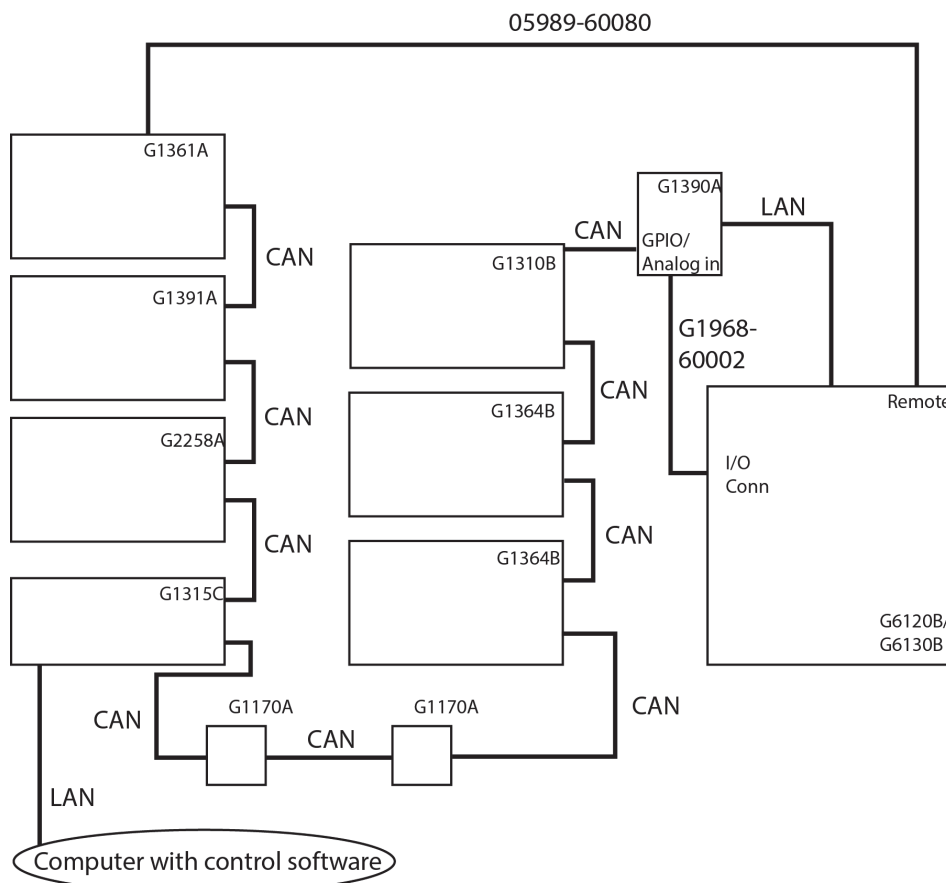 05989-60080
G1361A
CAN
G1391A
CAN
G2258A
CAN
G1315C
CAN
G1170A
CAN
G1170A
CAN
LAN
Computer with control software
G1310B
CAN
G1364B
CAN
G1364B
CAN
G1390A
GPIO/
Analog in
LAN
G1968-
60002
Remote
I/O
Conn
G6120B/
G6130B